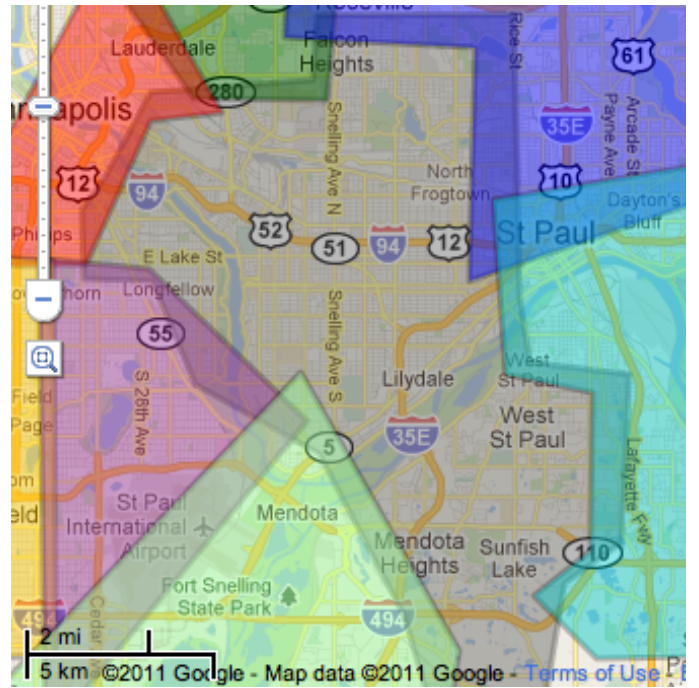 Roseville
Lauderdale
Falcon
Heights
Rice St
61
280
Snelling Ave N
35E
Payne Ave
Arcade St
12
94
North
Frogtown
10
Dayton's
Bluff
52
51
94
12
St Paul
E Lake St
Longfellow
55
Snelling Ave S
S 28th Ave
Lilydale
West
St Paul
Field
Page
5
35E
West
St Paul
Lafayette Fwy
St Paul
International
Airport
Mendota
Mendota
Heights
Sunfish
Lake
110
Fort Snelling
State Park
494
494
2 mi
5 km
©2011 Google - Map data ©2011 Google - Terms of Use